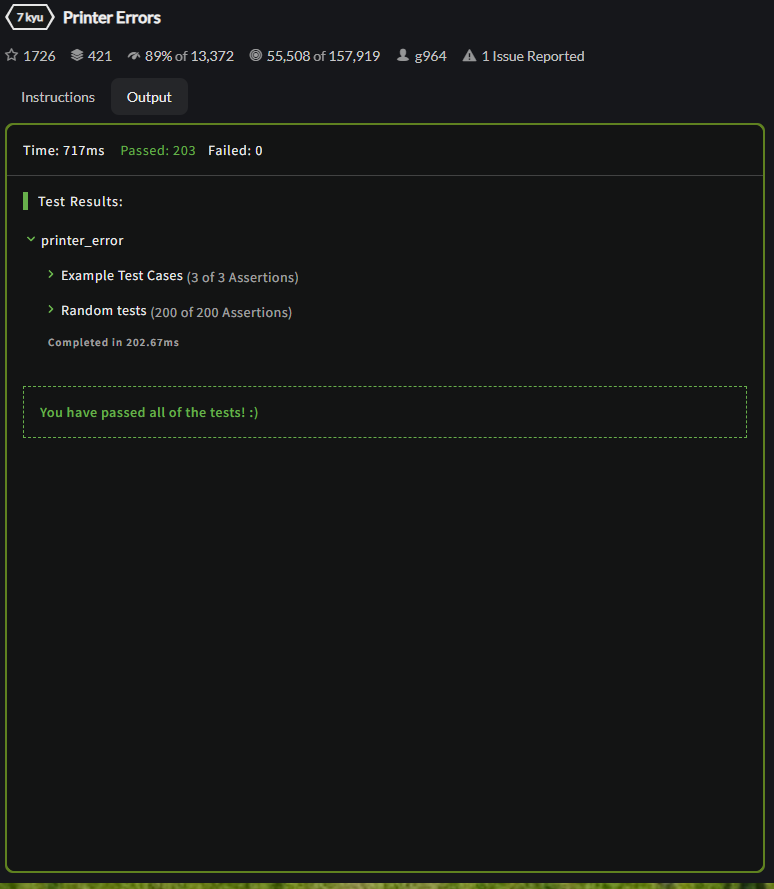 7 kyu Printer Errors
1726 421 89% of 13,372 55,508 of 157,919 g964 1 Issue Reported
Instructions Output
Time: 717ms Passed: 203 Failed: 0
Test Results:
printer_error
Example Test Cases (3 of 3 Assertions)
Random tests (200 of 200 Assertions)
Completed in 202.67ms
You have passed all of the tests! :)